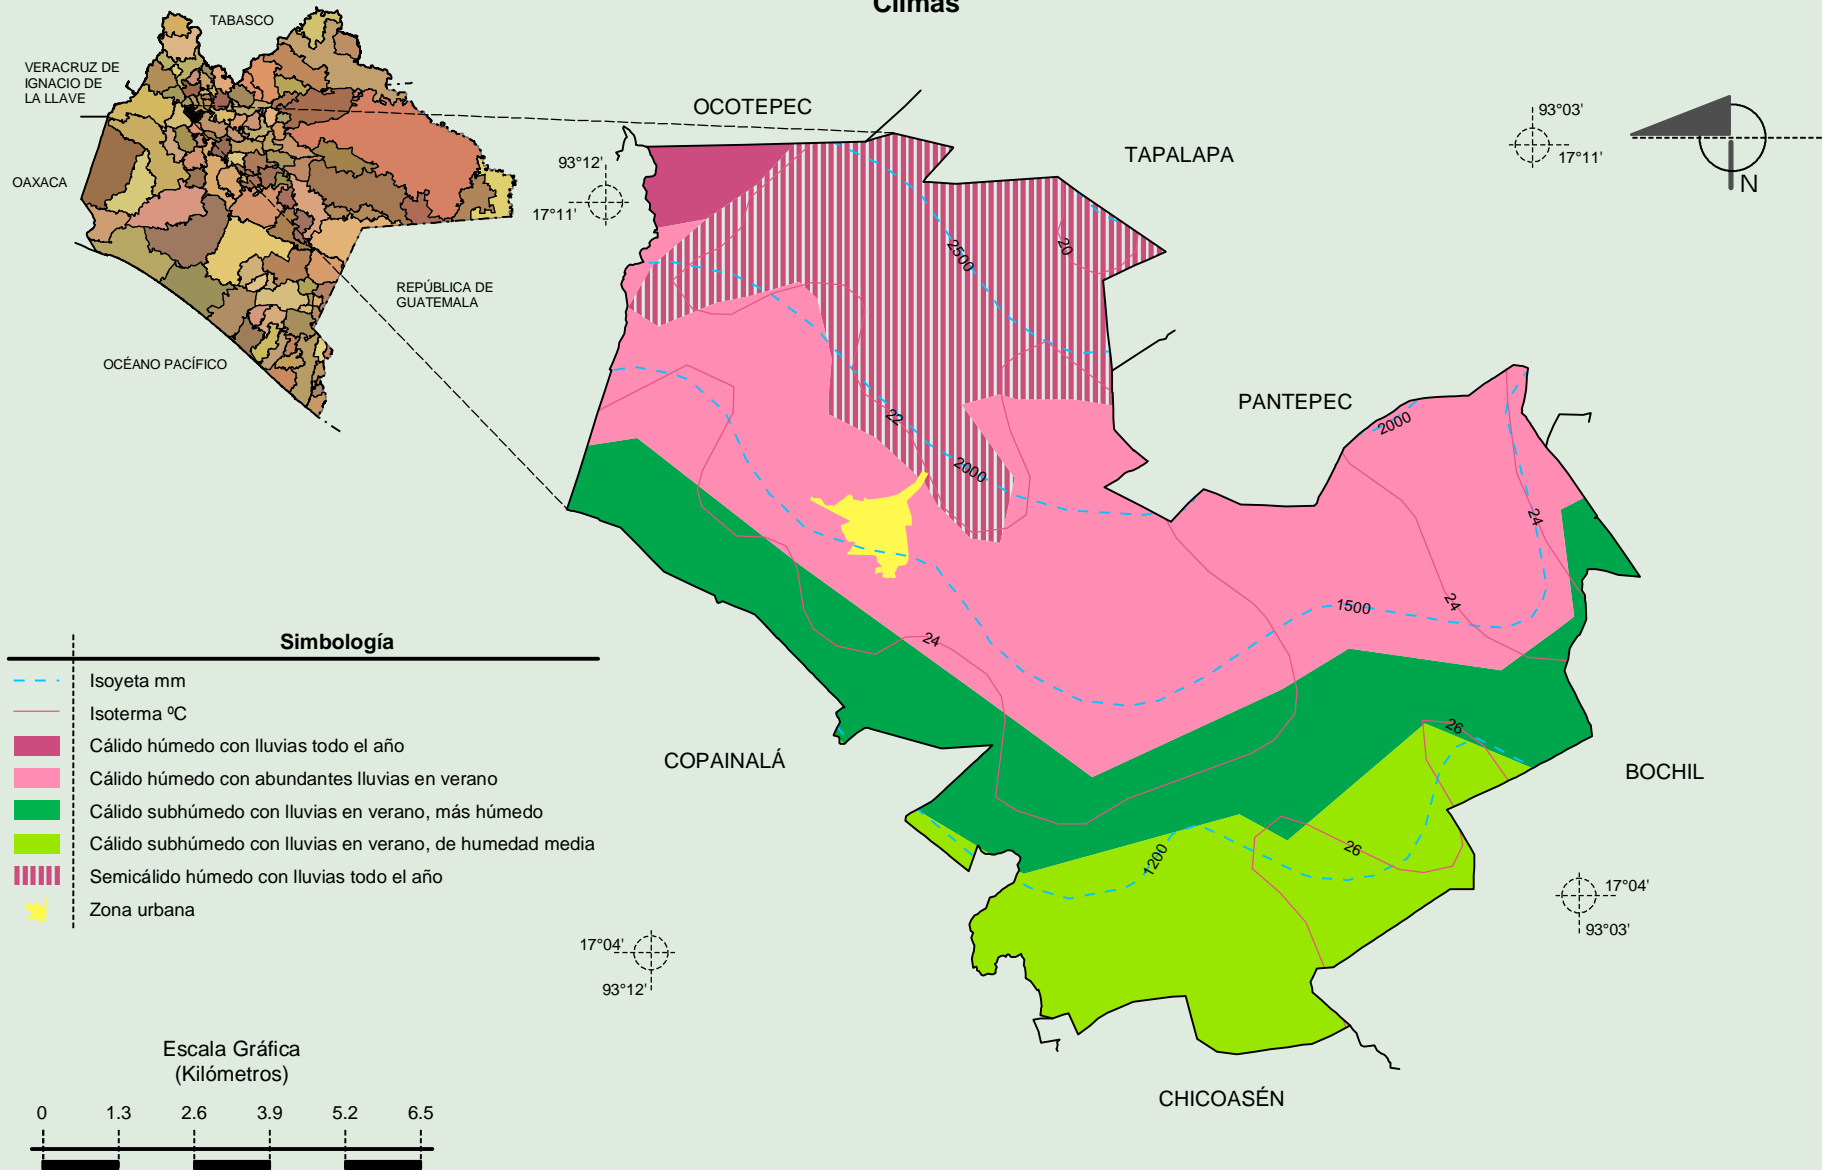 Climas
TABASCO
VERACRUZ DE
IGNACIO DE
LA LLAVE
OAXACA
REPÚBLICA DE
GUATEMALA
OCÉANO PACÍFICO
OCOTEPEC
TAPALAPA
PANTEPEC
COPAINALÁ
BOCHIL
CHICOASÉN
93°12'
17°11'
93°03'
17°11'
N
17°04'
93°12'
17°04'
93°03'
2500
20
22
2000
2000
24
24
1500
24
26
26
1200
Simbología
Isoyeta mm
Isoterma ºC
Cálido húmedo con lluvias todo el año
Cálido húmedo con abundantes lluvias en verano
Cálido subhúmedo con lluvias en verano, más húmedo
Cálido subhúmedo con lluvias en verano, de humedad media
Semicálido húmedo con lluvias todo el año
Zona urbana
Escala Gráfica
(Kilómetros)
0 1.3 2.6 3.9 5.2 6.5